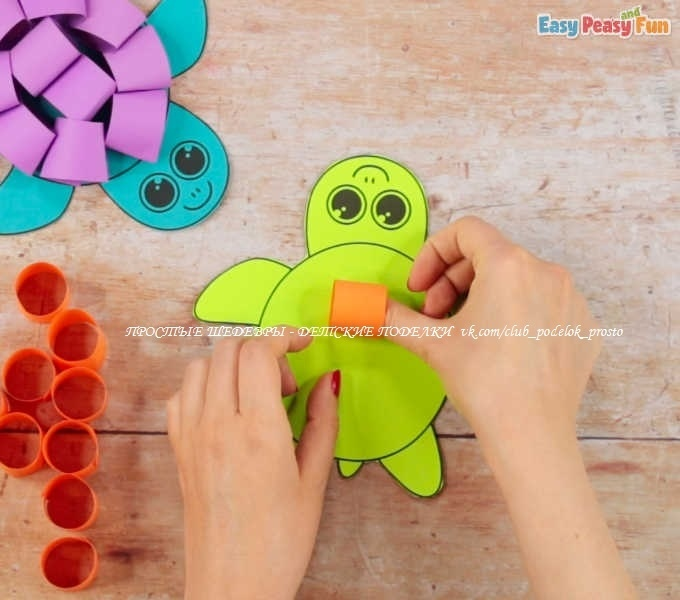 Easy Peasy and Fun
ПРОСТЫЕ ШЕДЕВРЫ - ДЕТСКИЕ ПОДЕЛКИ vk.com/club_podelok_prosto